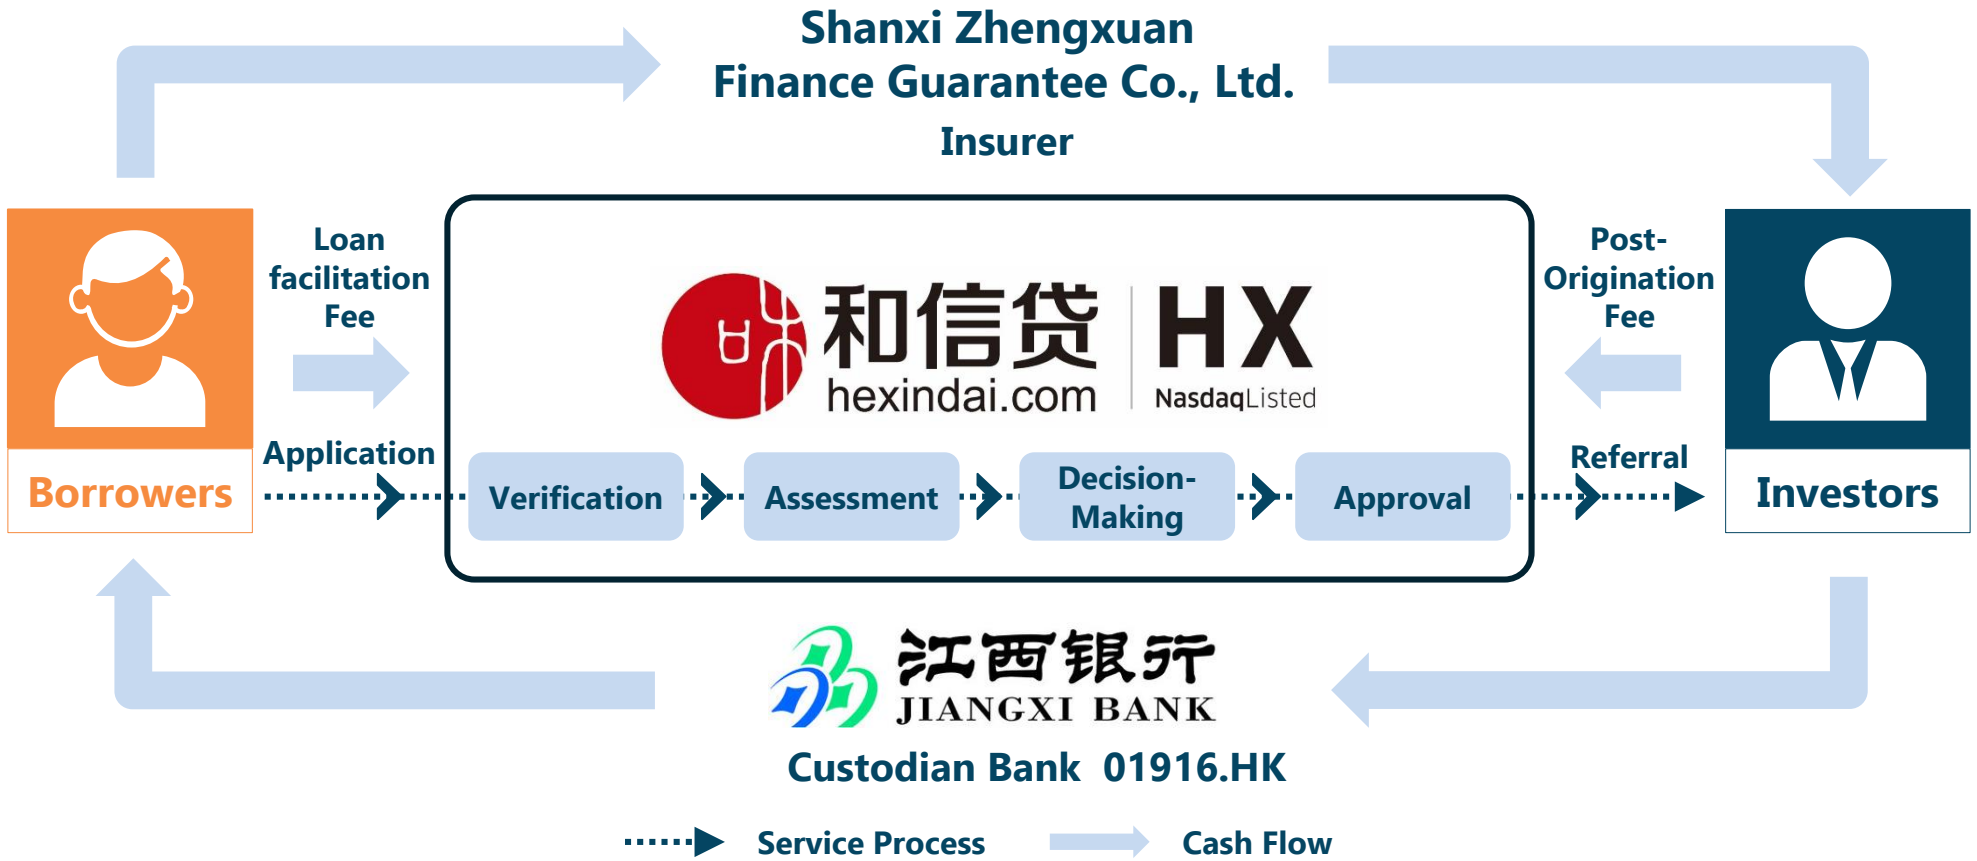 Shanxi Zhengxuan
Finance Guarantee Co., Ltd.
Insurer
Loan
facilitation
Fee
Post-
Origination
Fee
和信贷
hexindai.com
HX
NasdaqListed
Borrowers
Application
Verification
Assessment
Decision-
Making
Approval
Referral
Investors
江西银行
JIANGXI BANK
Custodian Bank 01916.HK
Service Process
Cash Flow